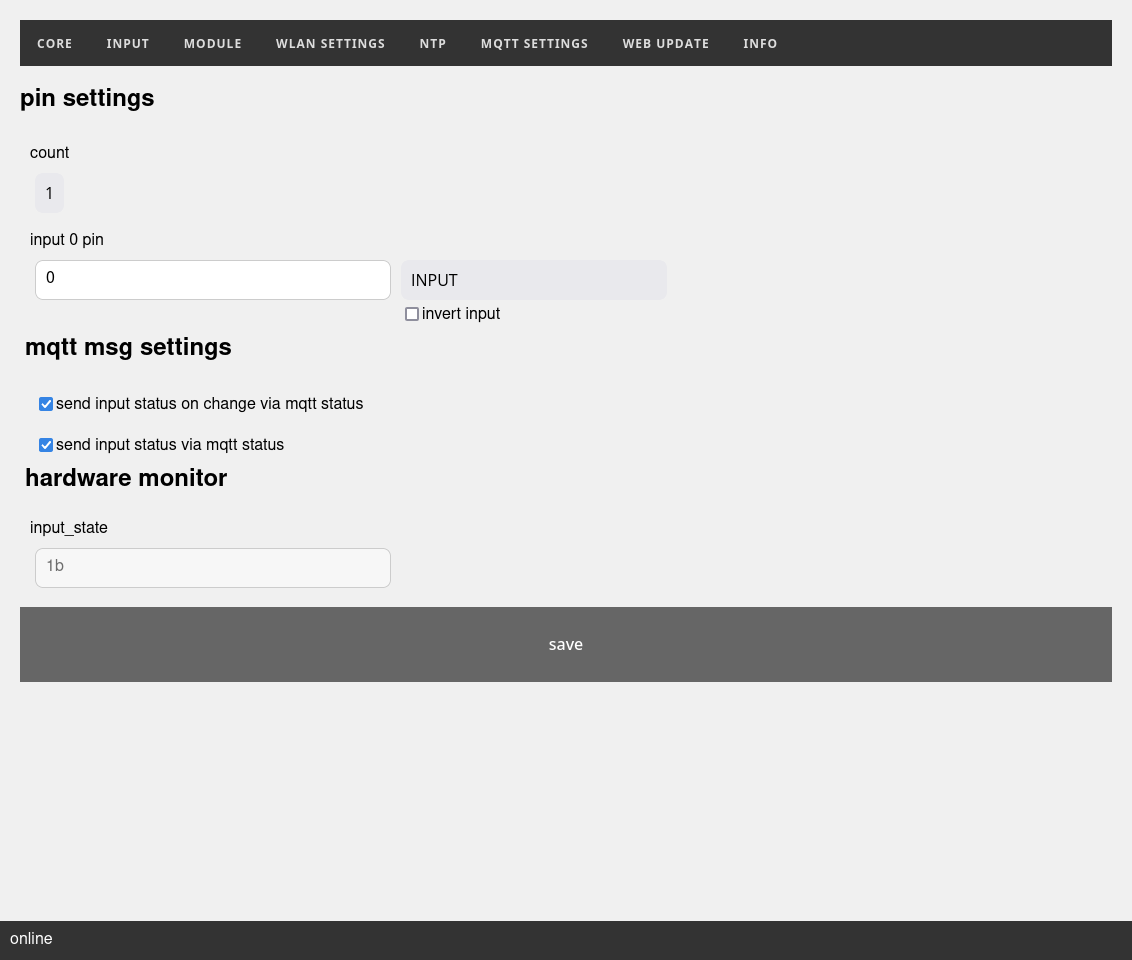 CORE INPUT MODULE WLAN SETTINGS NTP MQTT SETTINGS WEB UPDATE INFO
pin settings
count
1
input 0 pin
0 INPUT
invert input
mqtt msg settings
send input status on change via mqtt status
send input status via mqtt status
hardware monitor
input_state
1b
save
online